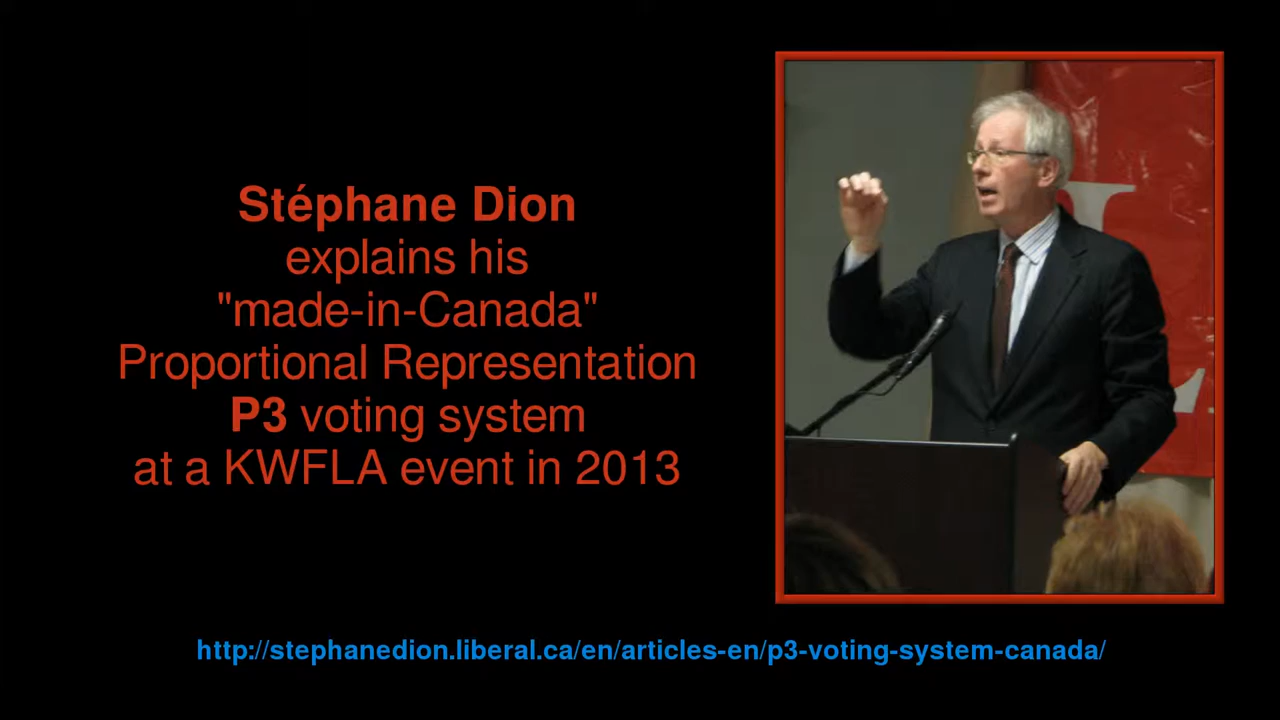 Stéphane Dion
explains his
"made-in-Canada"
Proportional Representation
P3 voting system
at a KWFLA event in 2013
L
http://stephanedion.liberal.ca/en/articles-en/p3-voting-system-canada/